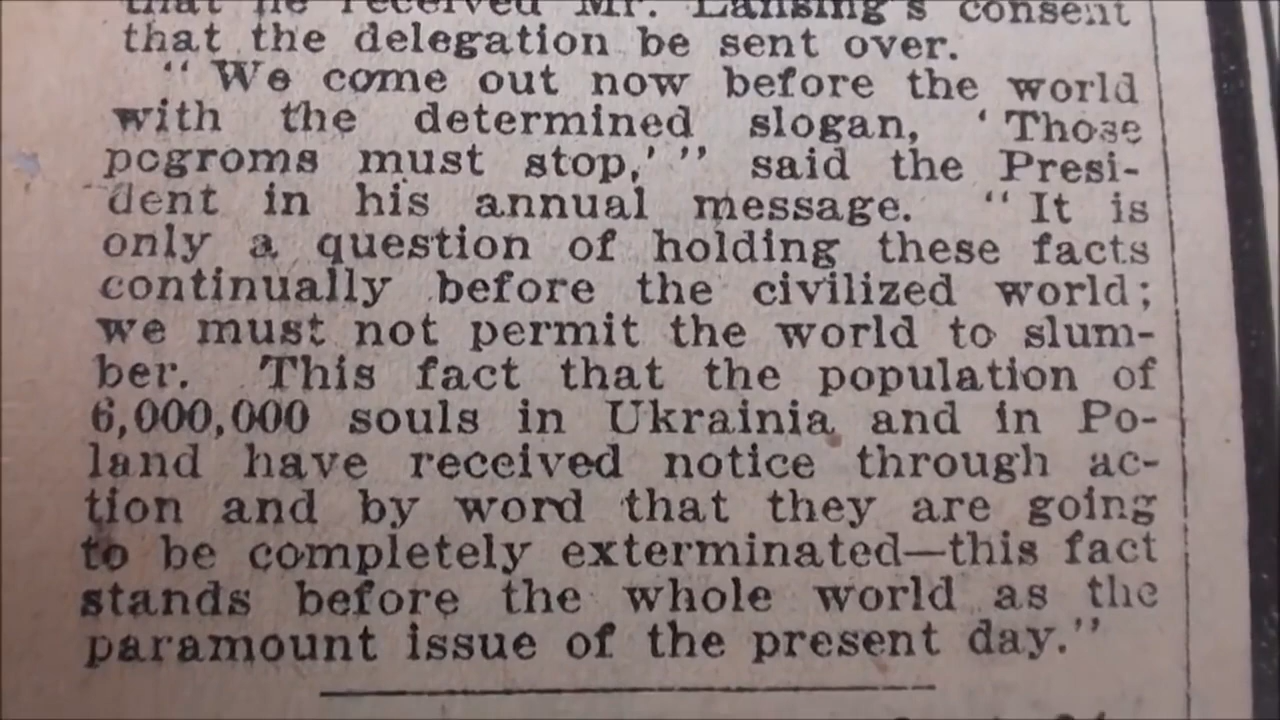 that he received Mr. Lansing's consent
that the delegation be sent over.
"We come out now before the world
with the determined slogan, 'Those
pogroms must stop,'" said the Presi-
dent in his annual message. "It is
only a question of holding these facts
continually before the civilized world;
we must not permit the world to slum-
ber. This fact that the population of
6,000,000 souls in Ukrainia and in Po-
land have received notice through ac-
tion and by word that they are going
to be completely exterminated—this fact
stands before the whole world as the
paramount issue of the present day."